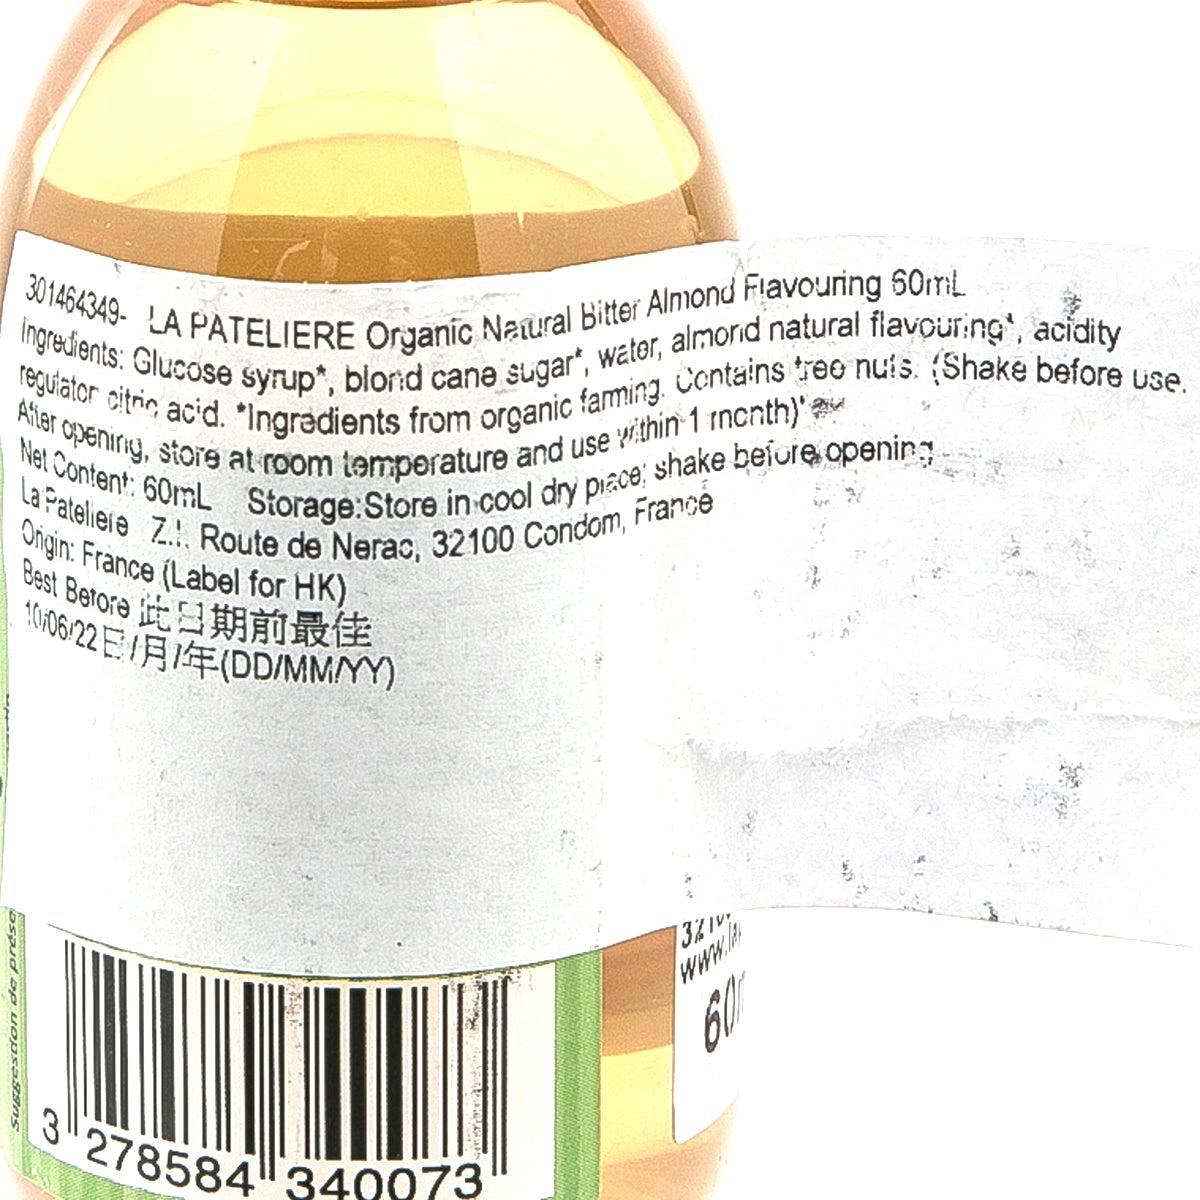 301464349- LA PATELIERE Organic Natural Bitter Almond Flavouring 60mL
Ingredients: Glucose syrup*, blond cane sugar*, water, almond natural flavouring*, acidity
regulator citric acid. *Ingredients from organic farming. Contains tree nuts. (Shake before use.
After opening, store at room temperature and use within 1 month)*
Net Content: 60mL Storage:Store in cool dry place; shake before opening
La Pateliere Z.I. Route de Nerac, 32100 Condom, France
Origin: France (Label for HK)
Best Before 此日期前最佳
10/06/22日/月/年(DD/MM/YY)
suggestion de prése
www.la
3 278584 340073